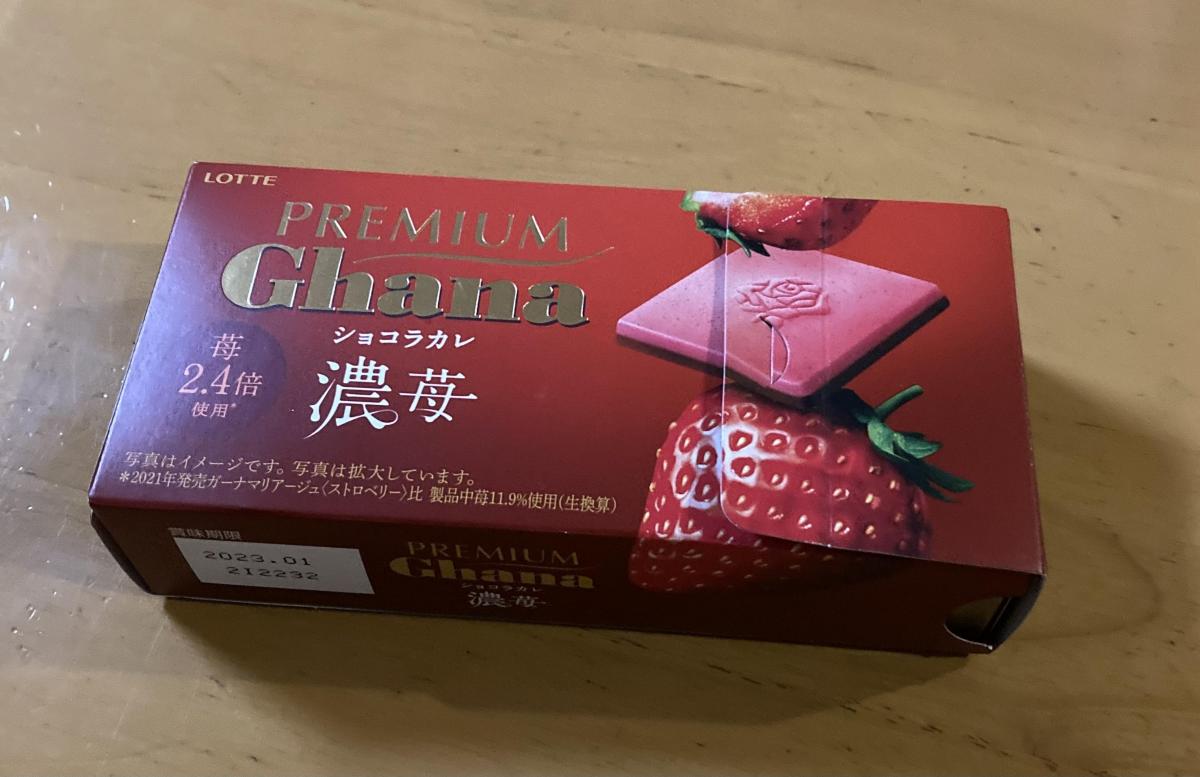 LOTTE
PREMIUM
Ghana
ショコラカレ
濃苺
苺
2.4倍
使用*
写真はイメージです。写真は拡大しています。
*2021年発売ガーナマリアージュ〈ストロベリー〉比 製品中苺11.9%使用(生換算)
賞味期限
2023.01
212232
PREMIUM
Ghana
ショコラカレ
濃苺